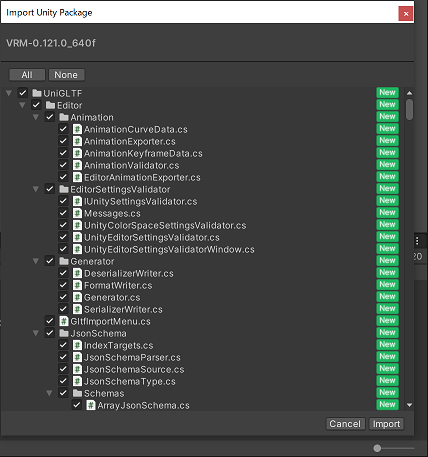 Import Unity Package
VRM-0.121.0_640f
All None
UniGLTF New
Editor New
Animation New
AnimationCurveData.cs New
AnimationExporter.cs New
AnimationKeyframeData.cs New
AnimationValidator.cs New
EditorAnimationExporter.cs New
EditorSettingsValidator New
IUnitySettingsValidator.cs New
Messages.cs New
UnityColorSpaceSettingsValidator.cs New
UnityEditorSettingsValidator.cs New
UnityEditorSettingsValidatorWindow.cs New
Generator New
DeserializerWriter.cs New
FormatWriter.cs New
Generator.cs New
SerializerWriter.cs New
GltfImportMenu.cs New
JsonSchema New
IndexTargets.cs New
JsonSchemaParser.cs New
JsonSchemaSource.cs New
JsonSchemaType.cs New
Schemas New
ArrayJsonSchema.cs New
Cancel Import
20